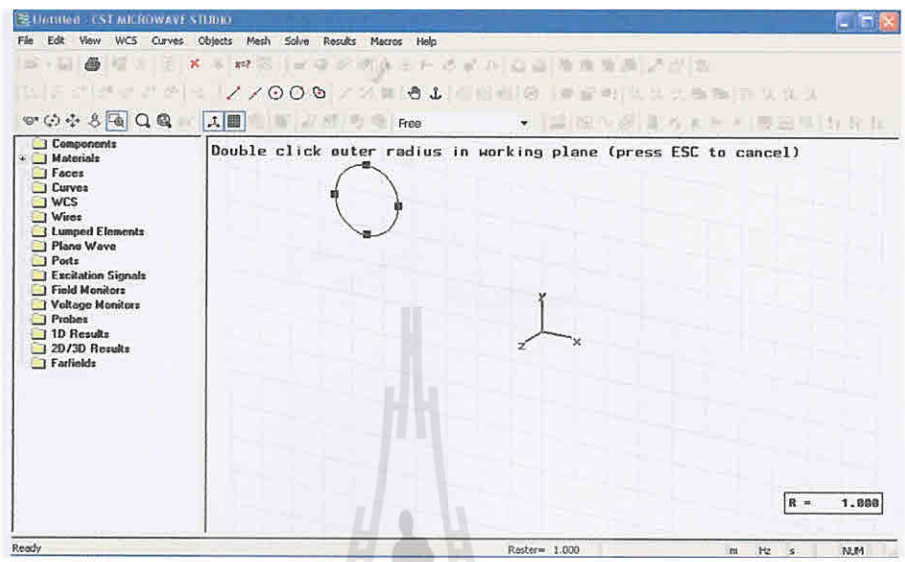 Untitled - CST MICROWAVE STUDIO
File Edit View WCS Curves Objects Mesh Solve Results Macros Help
Free
Components
Materials
Faces
Curves
WCS
Wires
Lumped Elements
Plane Wave
Ports
Excitation Signals
Field Monitors
Voltage Monitors
Probes
1D Results
2D/3D Results
Farfields
Double click outer radius in working plane (press ESC to cancel)
Y
Z X
R = 1.000
Ready Raster= 1.000 m Hz s NUM